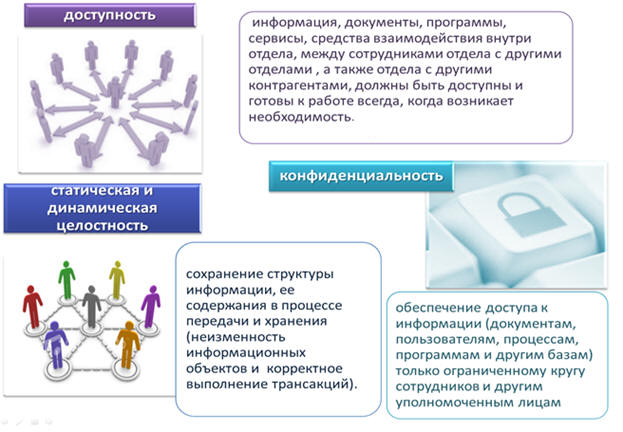 доступность
информация, документы, программы,
сервисы, средства взаимодействия внутри
отдела, между сотрудниками отдела с другими
отделами , а также отдела с другими
контрагентами, должны быть доступны и
готовы к работе всегда, когда возникает
необходимость.
конфиденциальность
статическая и
динамическая
целостность
сохранение структуры
информации, ее
содержания в процессе
передачи и хранения
(неизменность
информационных
объектов и корректное
выполнение трансакций).
обеспечение доступа к
информации (документам,
пользователям, процессам,
программам и другим базам)
только ограниченному кругу
сотрудников и другим
уполномоченным лицам